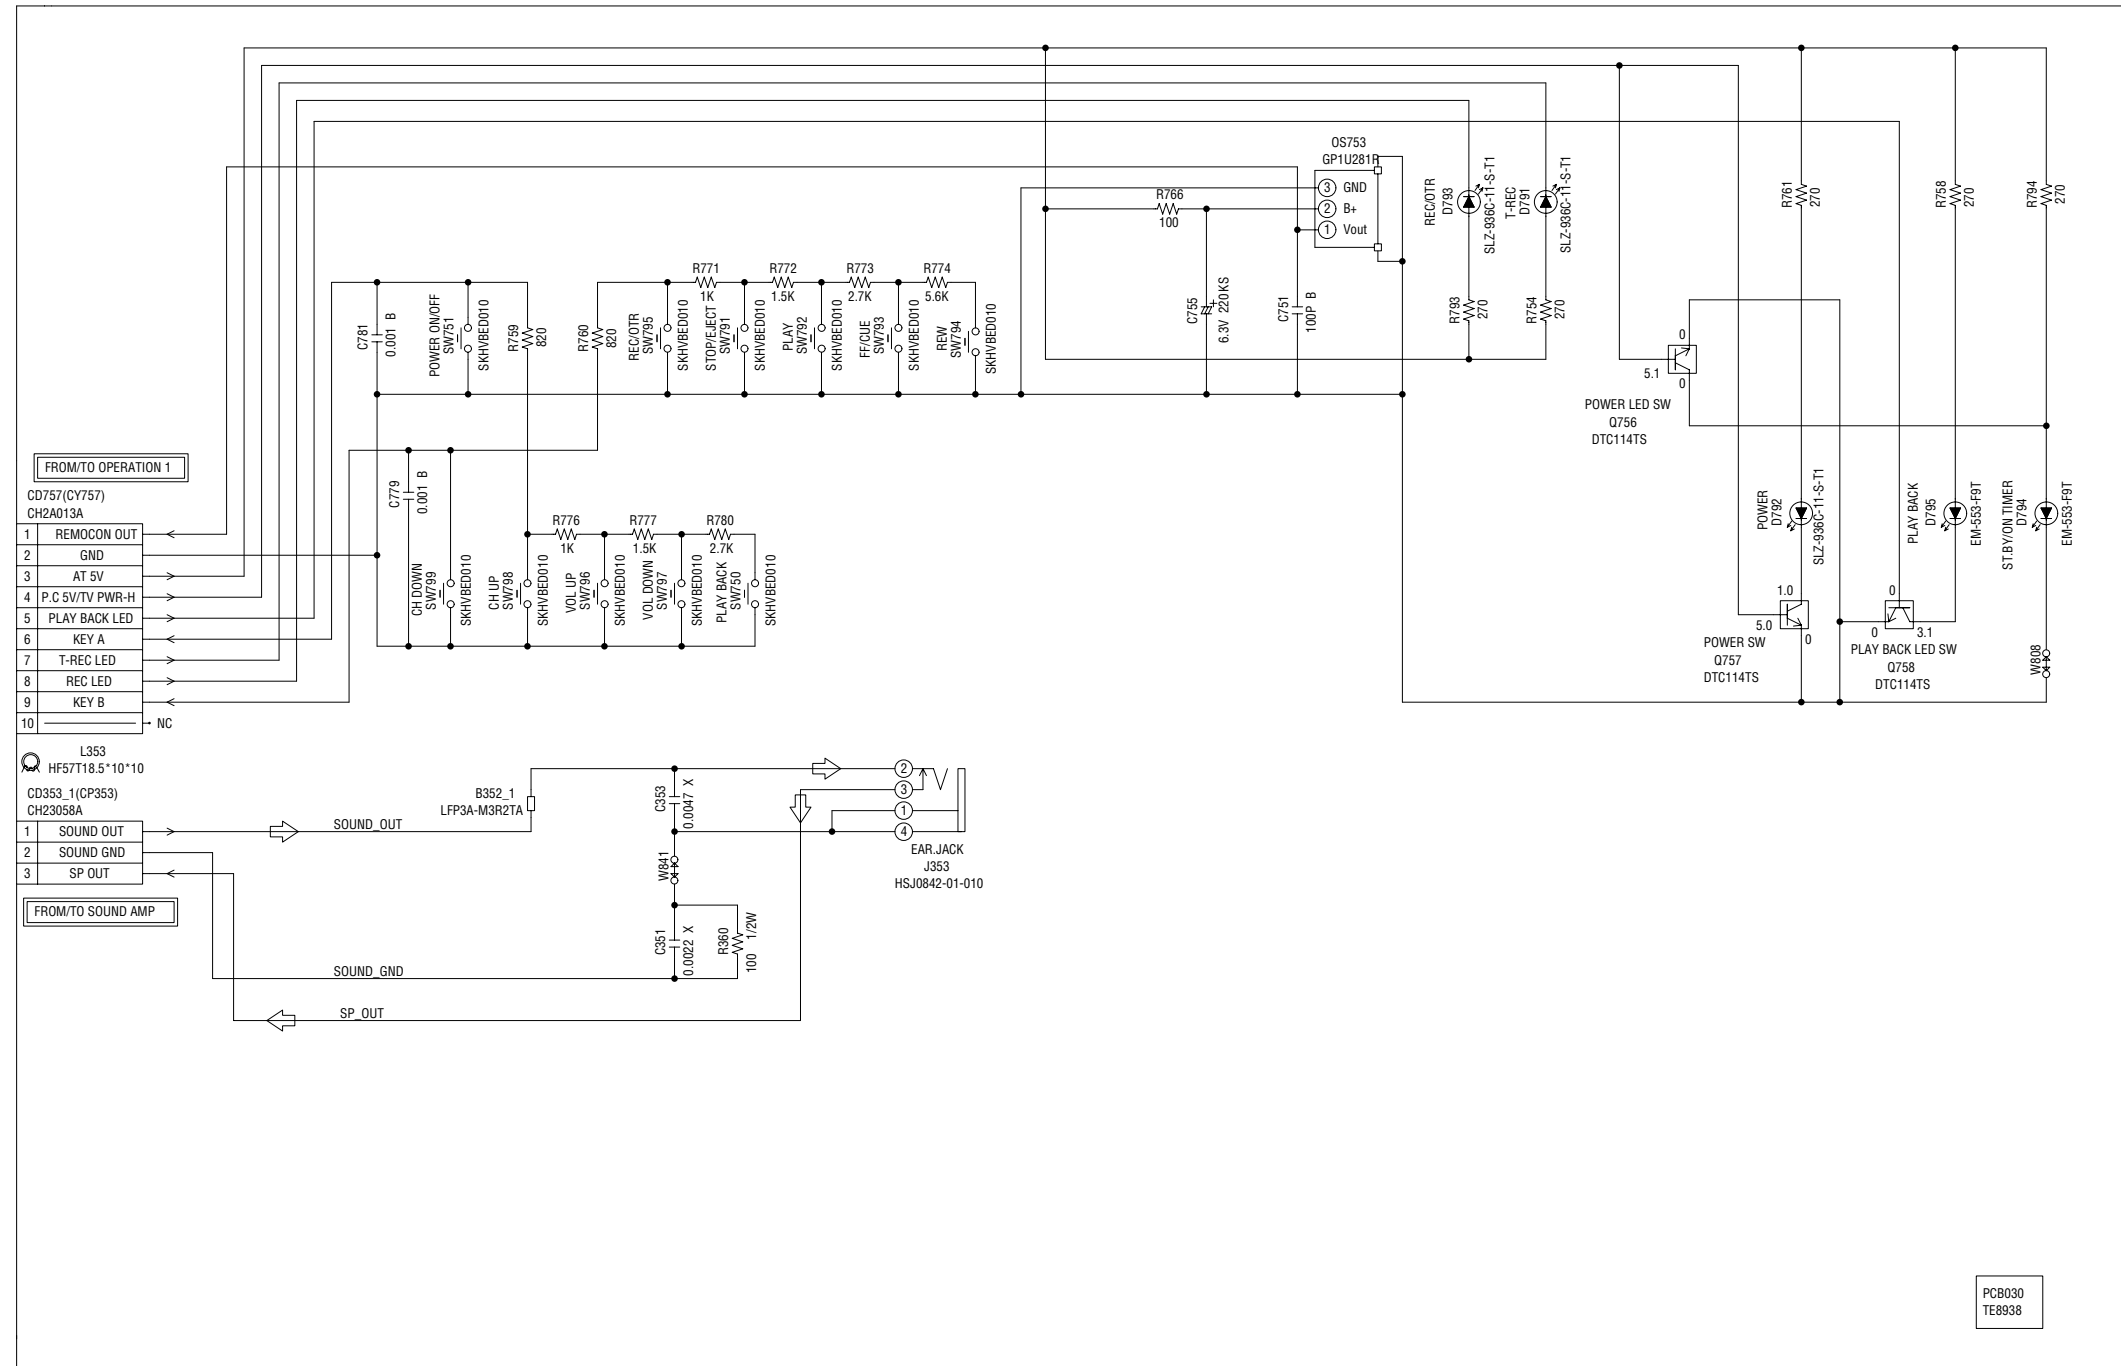 OS753
GP1U281R
3 GND
2 B+
1 Vout
R766
100
C755
6.3V 220 KS
C751
100P B
REC/OTR
D793
SLZ-936C-11-S-T1
T-REC
D791
SLZ-936C-11-S-T1
R793
270
R754
270
R761
270
R758
270
R794
270
C781
0.001 B
POWER ON/OFF
SW751
SKHVBED010
R759
820
R760
820
REC/OTR
SW795
SKHVBED010
R771
1K
STOP/EJECT
SW791
SKHVBED010
R772
1.5K
PLAY
SW792
SKHVBED010
R773
2.7K
FF/CUE
SW793
SKHVBED010
R774
5.6K
REW
SW794
SKHVBED010
0
5.1
0
POWER LED SW
Q756
DTC114TS
FROM/TO OPERATION 1
CD757(CY757)
CH2A013A
1 REMOCON OUT
2 GND
3 AT 5V
4 P.C 5V/TV PWR-H
5 PLAY BACK LED
6 KEY A
7 T-REC LED
8 REC LED
9 KEY B
10 NC
C779
0.001 B
CH DOWN
SW799
SKHVBED010
CH UP
SW798
SKHVBED010
R776
1K
VOL UP
SW796
SKHVBED010
R777
1.5K
VOL DOWN
SW797
SKHVBED010
R780
2.7K
PLAY BACK
SW750
SKHVBED010
POWER
D792
SLZ-936C-11-S-T1
PLAY BACK
D795
EM-553-F9T
ST.BY/ON TIMER
D794
EM-553-F9T
1.0
5.0
0
POWER SW
Q757
DTC114TS
0
0
3.1
PLAY BACK LED SW
Q758
DTC114TS
W808
L353
HF57T18.5*10*10
CD353_1(CP353)
CH23058A
1 SOUND OUT
2 SOUND GND
3 SP OUT
FROM/TO SOUND AMP
SOUND_OUT
B352_1
LFP3A-M3R2TA
C353
0.0047 X
W841
C351
0.0022 X
R360
100 1/2W
2
3
1
4
EAR.JACK
J353
HSJ0842-01-010
SOUND_GND
SP_OUT
PCB030
TE8938